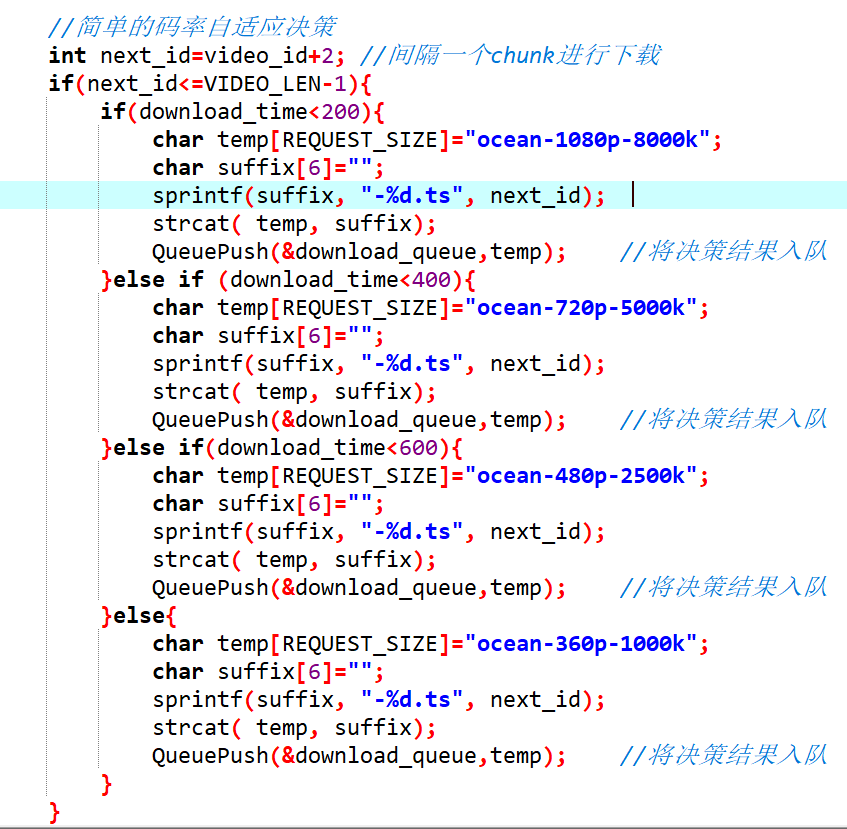 //简单的码率自适应决策
int next_id=video_id+2; //间隔一个chunk进行下载
if(next_id<=VIDEO_LEN-1){
if(download_time<200){
char temp[REQUEST_SIZE]="ocean-1080p-8000k";
char suffix[6]="";
sprintf(suffix, "-%d.ts", next_id);
strcat( temp, suffix);
QueuePush(&download_queue,temp); //将决策结果入队
}else if (download_time<400){
char temp[REQUEST_SIZE]="ocean-720p-5000k";
char suffix[6]="";
sprintf(suffix, "-%d.ts", next_id);
strcat( temp, suffix);
QueuePush(&download_queue,temp); //将决策结果入队
}else if(download_time<600){
char temp[REQUEST_SIZE]="ocean-480p-2500k";
char suffix[6]="";
sprintf(suffix, "-%d.ts", next_id);
strcat( temp, suffix);
QueuePush(&download_queue,temp); //将决策结果入队
}else{
char temp[REQUEST_SIZE]="ocean-360p-1000k";
char suffix[6]="";
sprintf(suffix, "-%d.ts", next_id);
strcat( temp, suffix);
QueuePush(&download_queue,temp); //将决策结果入队
}
}